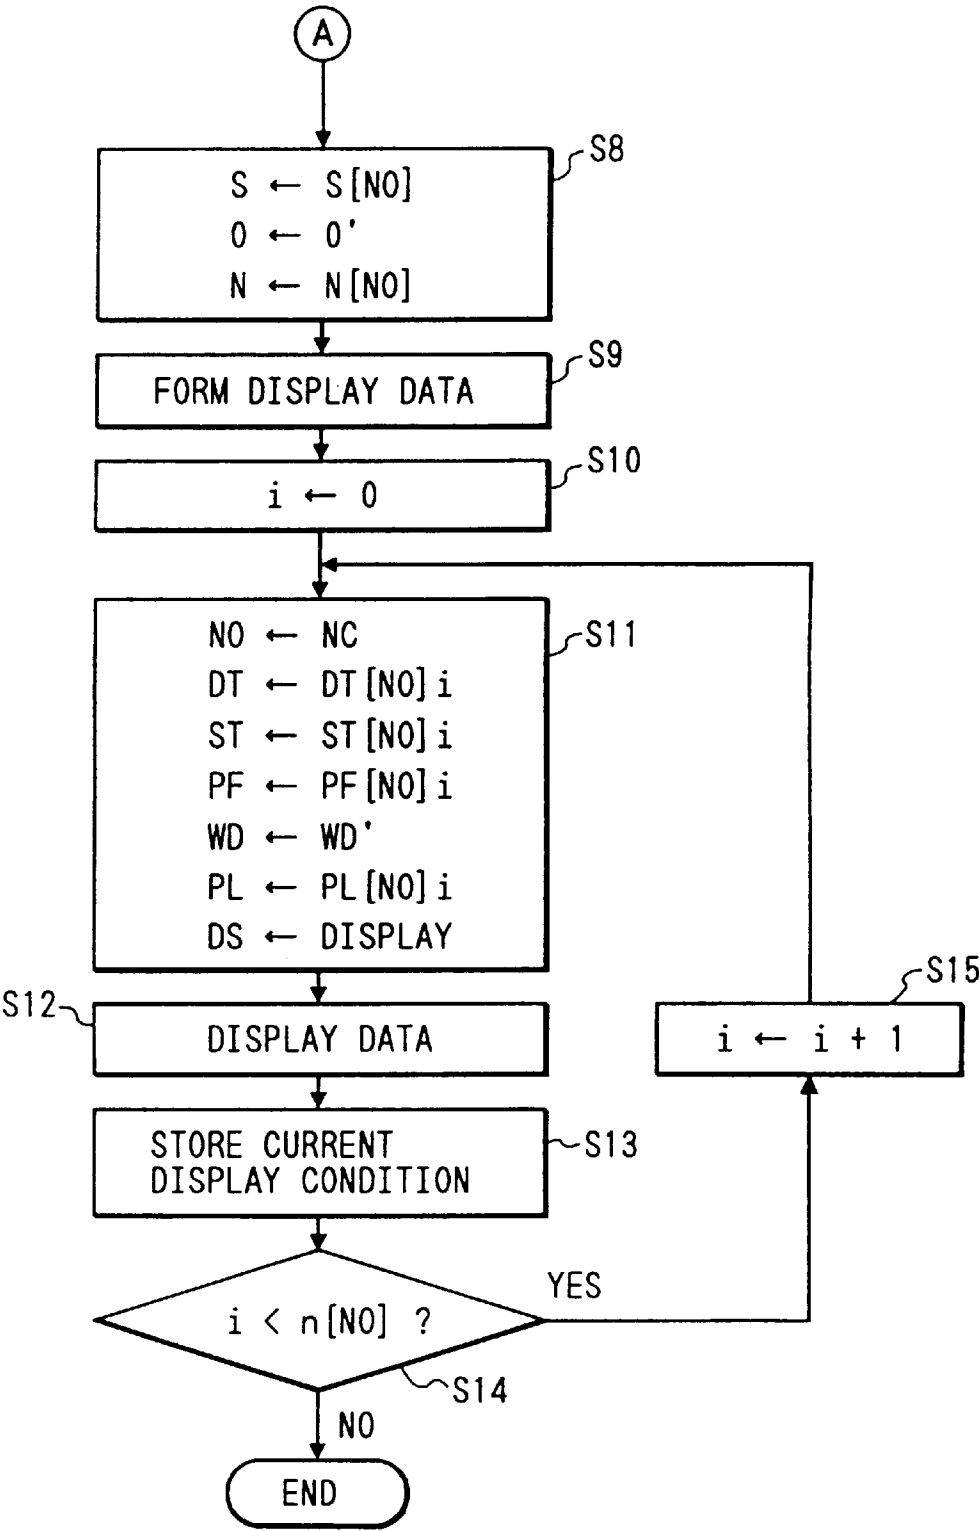 A
S8
S ← S[NO]
O ← O'
N ← N[NO]
S9
FORM DISPLAY DATA
S10
i ← 0
S11
NO ← NC
DT ← DT[NO]i
ST ← ST[NO]i
PF ← PF[NO]i
WD ← WD'
PL ← PL[NO]i
DS ← DISPLAY
S12
DISPLAY DATA
S15
i ← i + 1
S13
STORE CURRENT
DISPLAY CONDITION
YES
i < n[NO] ?
S14
NO
END